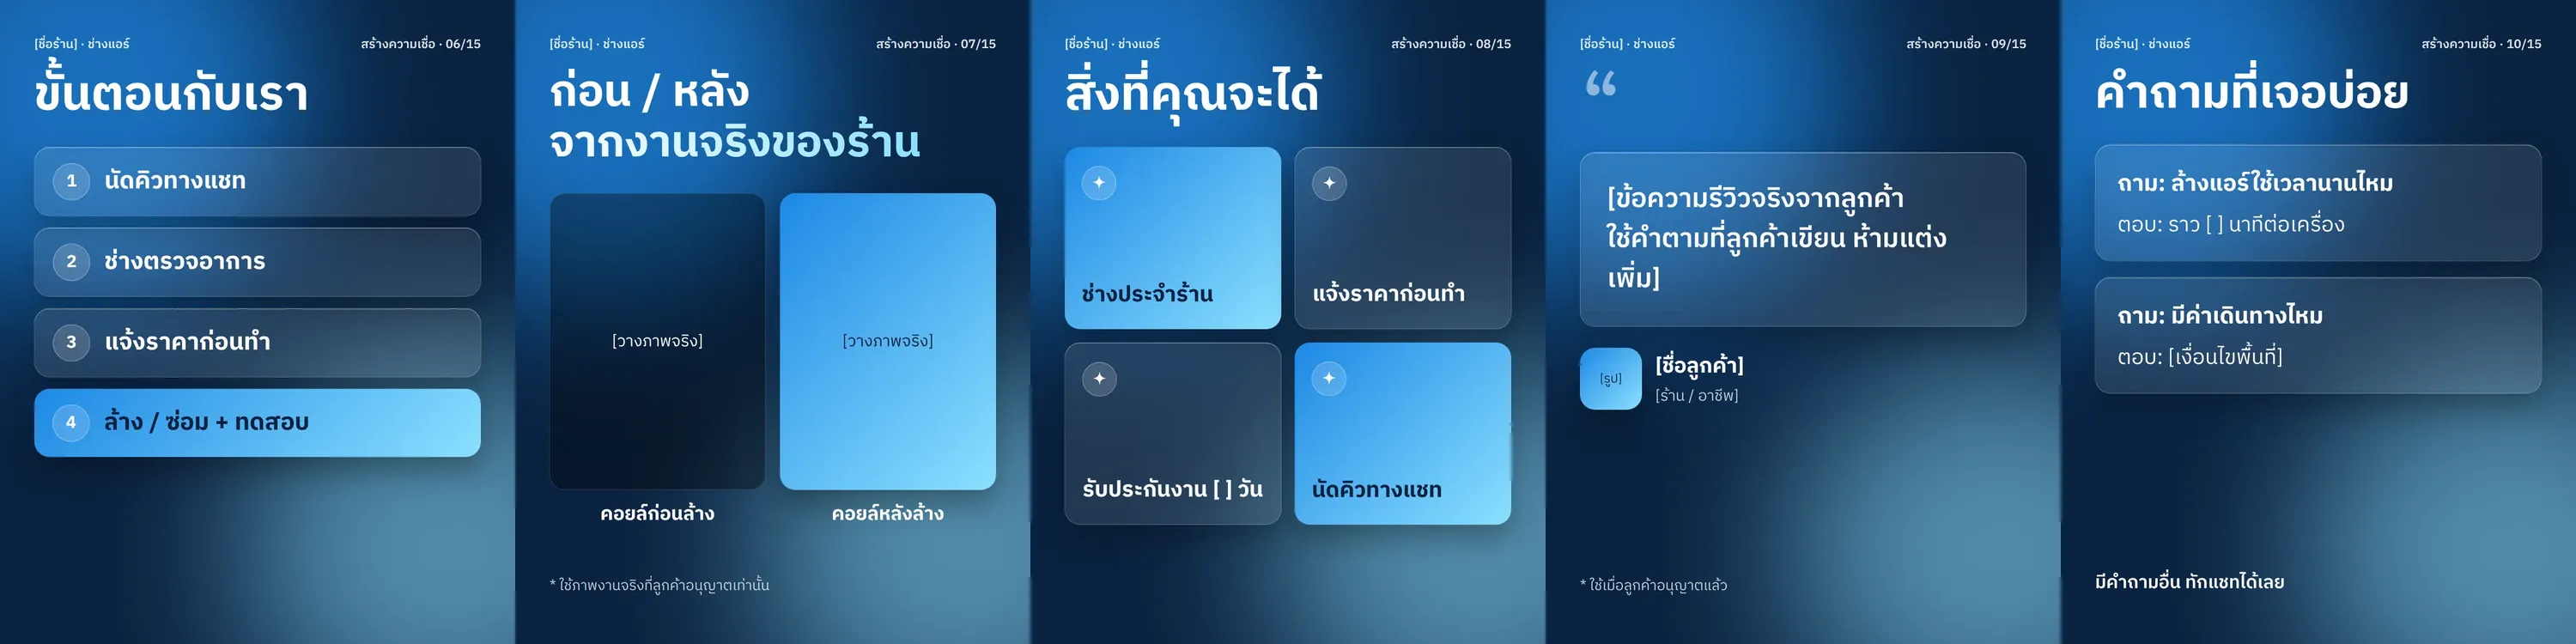 [ชื่อร้าน] · ช่างแอร์
สร้างความเชื่อ · 06/15
ขั้นตอนกับเรา
1 นัดคิวทางแชท
2 ช่างตรวจอาการ
3 แจ้งราคาก่อนทำ
4 ล้าง / ซ่อม + ทดสอบ
[ชื่อร้าน] · ช่างแอร์
สร้างความเชื่อ · 07/15
ก่อน / หลัง
จากงานจริงของร้าน
[วางภาพจริง]
[วางภาพจริง]
คอยล์ก่อนล้าง
คอยล์หลังล้าง
* ใช้ภาพงานจริงที่ลูกค้าอนุญาตเท่านั้น
[ชื่อร้าน] · ช่างแอร์
สร้างความเชื่อ · 08/15
สิ่งที่คุณจะได้
ช่างประจำร้าน
แจ้งราคาก่อนทำ
รับประกันงาน [ ] วัน
นัดคิวทางแชท
[ชื่อร้าน] · ช่างแอร์
สร้างความเชื่อ · 09/15
“
[ข้อความรีวิวจริงจากลูกค้า
ใช้คำตามที่ลูกค้าเขียน ห้ามแต่ง
เพิ่ม]
[รูป]
[ชื่อลูกค้า]
[ร้าน / อาชีพ]
* ใช้เมื่อลูกค้าอนุญาตแล้ว
[ชื่อร้าน] · ช่างแอร์
สร้างความเชื่อ · 10/15
คำถามที่เจอบ่อย
ถาม: ล้างแอร์ใช้เวลานานไหม
ตอบ: ราว [ ] นาทีต่อเครื่อง
ถาม: มีค่าเดินทางไหม
ตอบ: [เงื่อนไขพื้นที่]
มีคำถามอื่น ทักแชทได้เลย